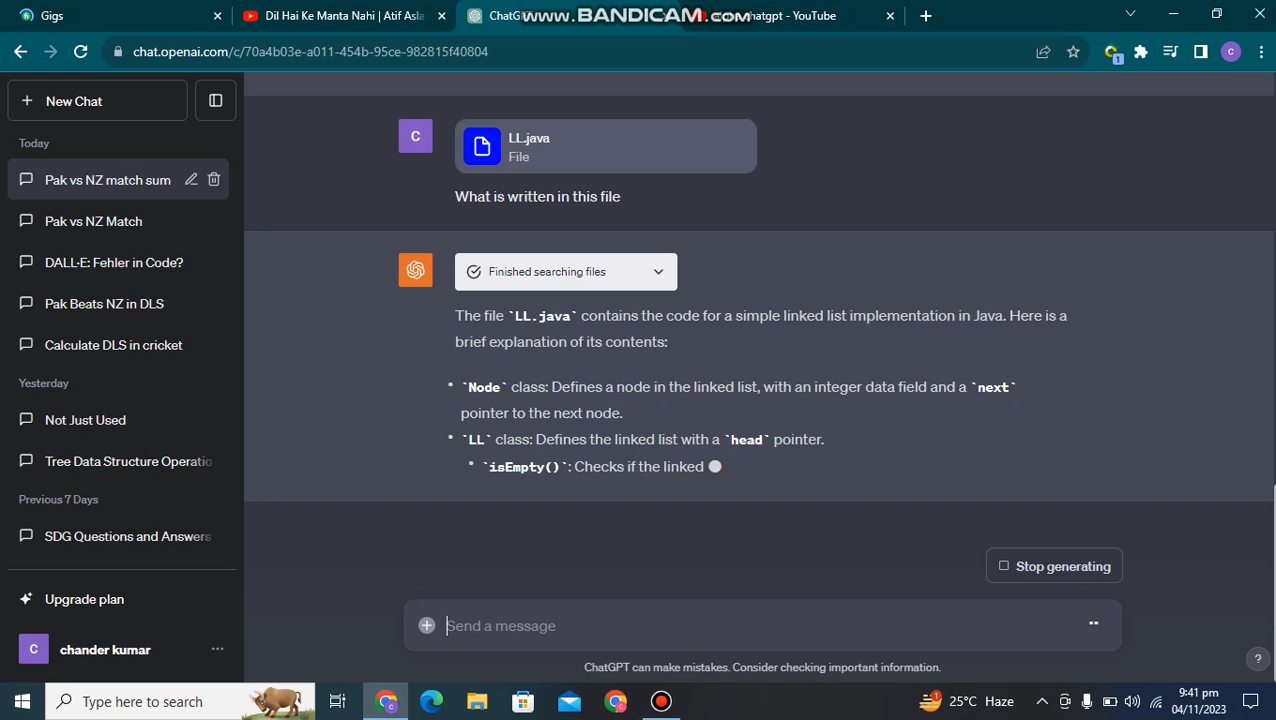 Gigs
Dil Hai Ke Manta Nahi | Atif Asla
ChatG
www.BANDICAM.com
chatgpt - YouTube
chat.openai.com/c/70a4b03e-a011-454b-95ce-982815f40804
1
C
New Chat
Today
Pak vs NZ match sum
Pak vs NZ Match
DALL·E: Fehler in Code?
Pak Beats NZ in DLS
Calculate DLS in cricket
Yesterday
Not Just Used
Tree Data Structure Operatio
Previous 7 Days
SDG Questions and Answers
Upgrade plan
C
chander kumar
C
LL.java
File
What is written in this file
Finished searching files
The file `LL.java` contains the code for a simple linked list implementation in Java. Here is a
brief explanation of its contents:
• `Node` class: Defines a node in the linked list, with an integer data field and a `next`
pointer to the next node.
• `LL` class: Defines the linked list with a `head` pointer.
• `isEmpty()`: Checks if the linked
Stop generating
Send a message
ChatGPT can make mistakes. Consider checking important information.
?
Type here to search
1
25°C Haze
9:41 pm
04/11/2023